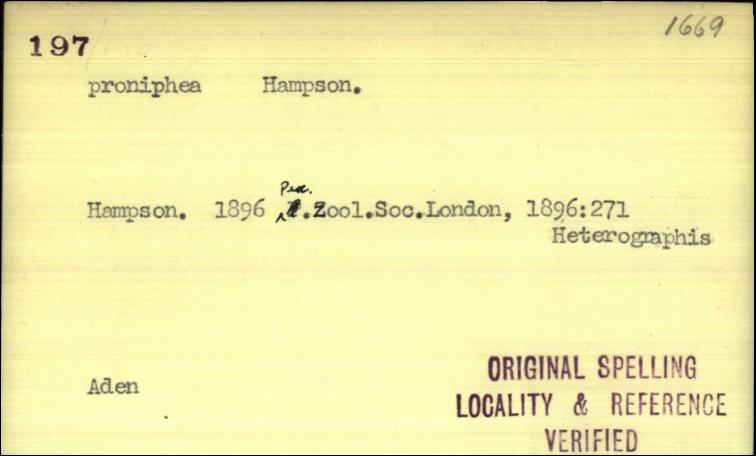 1669
197
proniphea Hampson.
Hampson. 1896 Proc. Zool.Soc.London, 1896:271
Heterographis
Aden
ORIGINAL SPELLING
LOCALITY & REFERENCE
VERIFIED